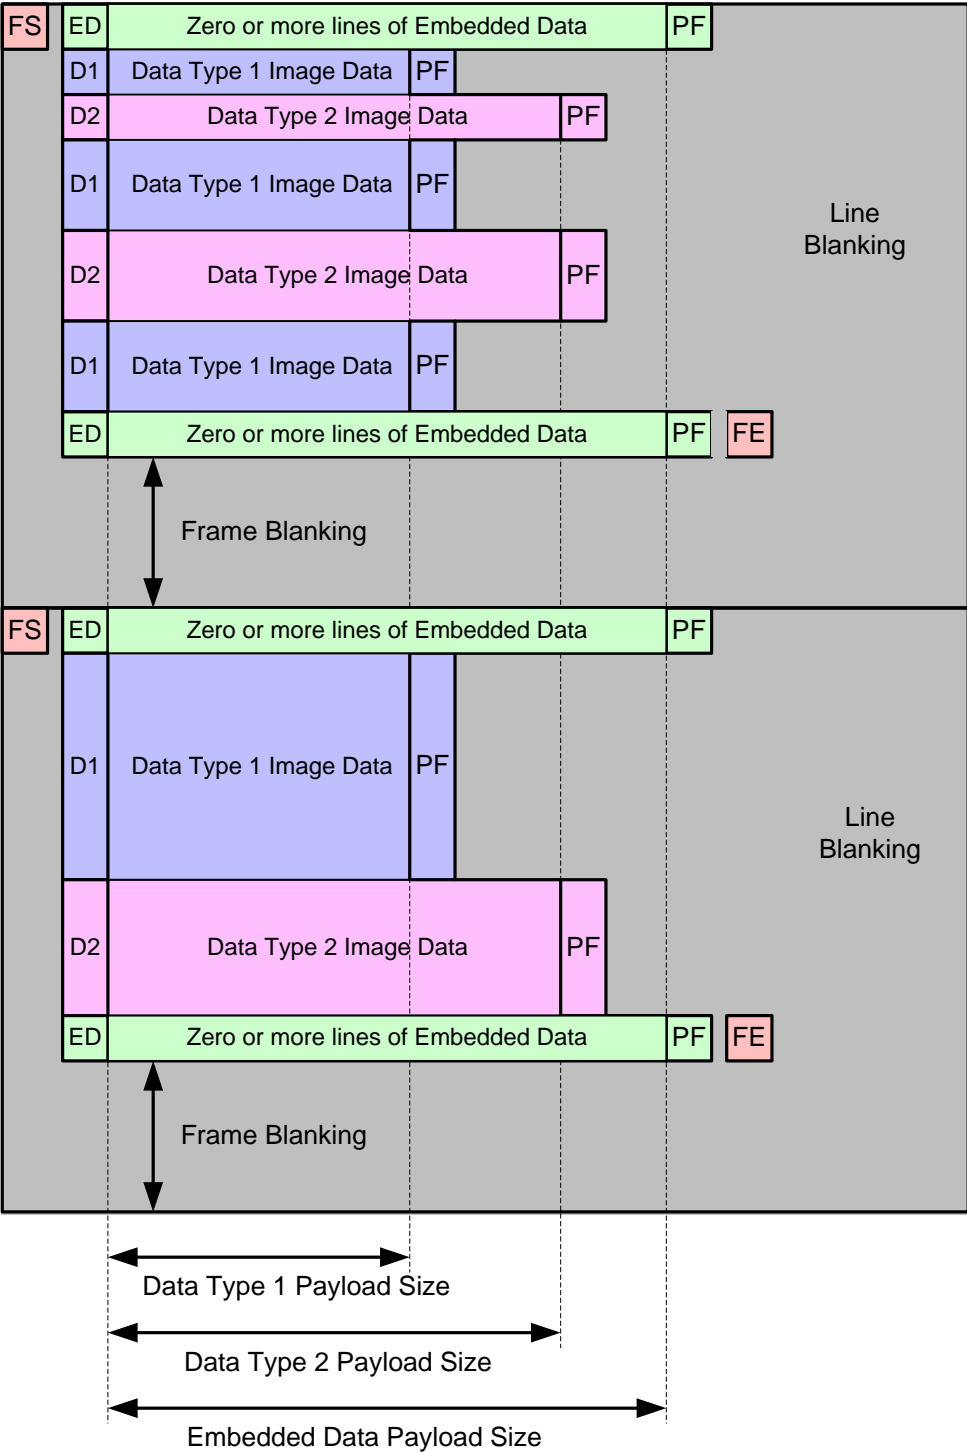 FS ED Zero or more lines of Embedded Data PF
D1 Data Type 1 Image Data PF
D2 Data Type 2 Image Data PF
D1 Data Type 1 Image Data PF
Line
Blanking
D2 Data Type 2 Image Data PF
D1 Data Type 1 Image Data PF
ED Zero or more lines of Embedded Data PF FE
Frame Blanking
FS ED Zero or more lines of Embedded Data PF
D1 Data Type 1 Image Data PF
Line
Blanking
D2 Data Type 2 Image Data PF
ED Zero or more lines of Embedded Data PF FE
Frame Blanking
Data Type 1 Payload Size
Data Type 2 Payload Size
Embedded Data Payload Size